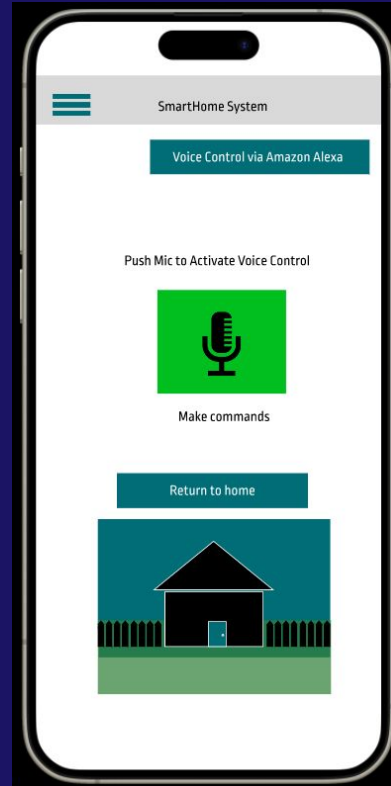 SmartHome System
Voice Control via Amazon Alexa
Push Mic to Activate Voice Control
Make commands
Return to home